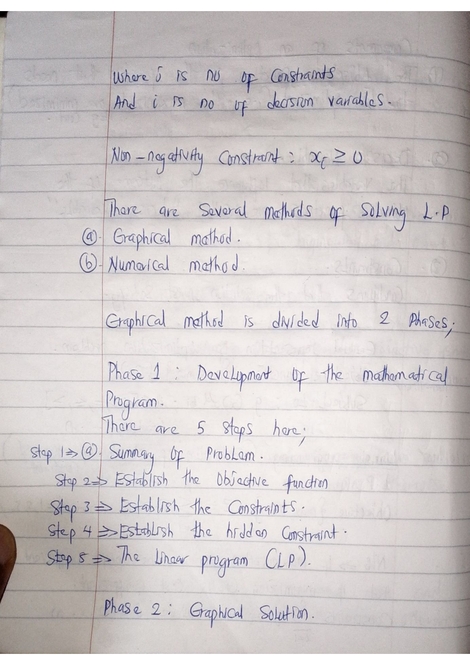 Where j is no of Constraints
And i is no of decision variables.
Non-negativity Constraint: xi ≥ 0
There are Several methods of Solving L.P
(a) Graphical method.
(b) Numerical method.
Graphical method is divided into 2 Phases;
Phase 1: Development of the mathematical
Program.
There are 5 steps here;
Step 1 ⇒ (a) Summary of Problem.
Step 2 ⇒ Establish the Objective function
Step 3 ⇒ Establish the Constraints.
Step 4 ⇒ Establish the hidden Constraint.
Step 5 ⇒ The Linear program (LP).
Phase 2: Graphical Solution.